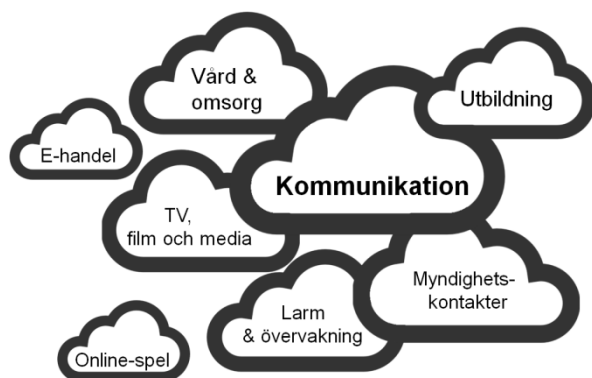 Vård &
omsorg
Utbildning
E-handel
Kommunikation
TV,
film och media
Myndighets-
kontakter
Larm
& övervakning
Online-spel